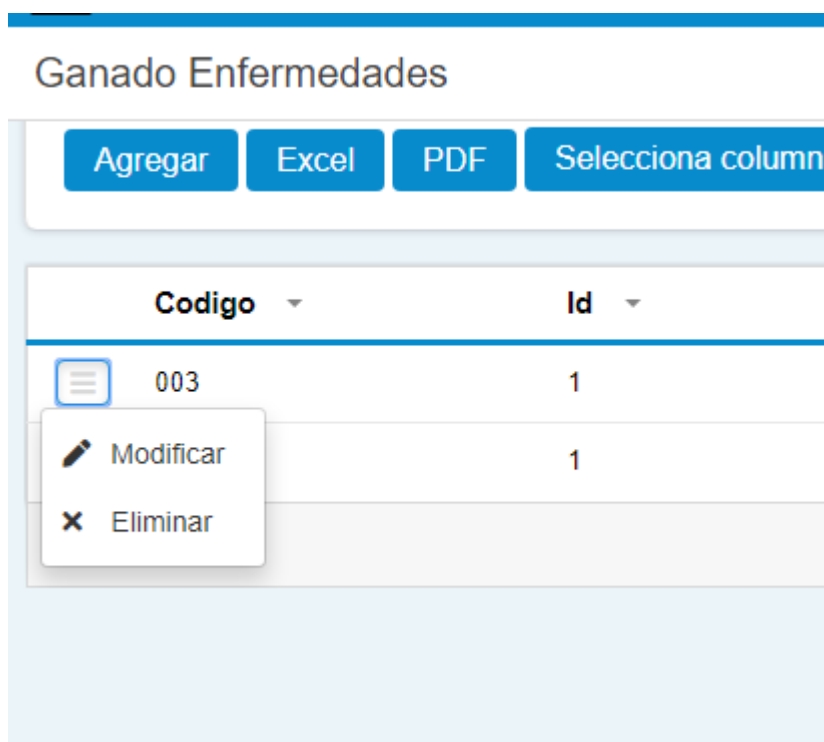 Ganado Enfermedades
Agregar Excel PDF Selecciona column
Codigo Id
003 1
Modificar 1
Eliminar